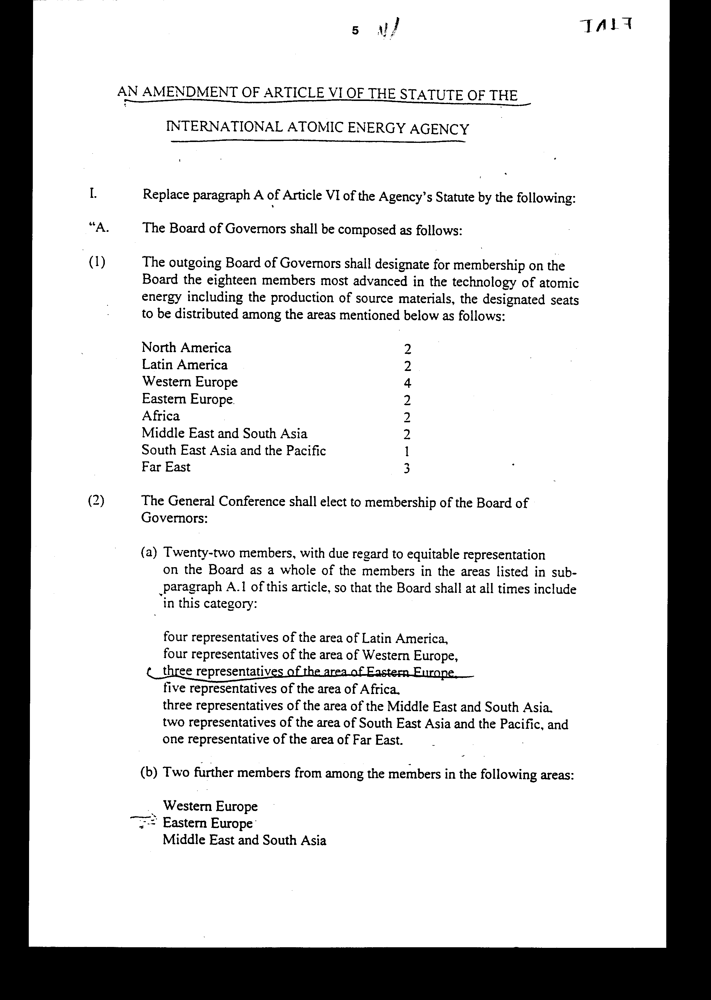 5
AN AMENDMENT OF ARTICLE VI OF THE STATUTE OF THE
INTERNATIONAL ATOMIC ENERGY AGENCY
I. Replace paragraph A of Article VI of the Agency's Statute by the following:
“A. The Board of Governors shall be composed as follows:
(1) The outgoing Board of Governors shall designate for membership on the
Board the eighteen members most advanced in the technology of atomic
energy including the production of source materials, the designated seats
to be distributed among the areas mentioned below as follows:
North America 2
Latin America 2
Western Europe 4
Eastern Europe 2
Africa 2
Middle East and South Asia 2
South East Asia and the Pacific 1
Far East 3
(2) The General Conference shall elect to membership of the Board of
Governors:
(a) Twenty-two members, with due regard to equitable representation
on the Board as a whole of the members in the areas listed in sub-
paragraph A.1 of this article, so that the Board shall at all times include
in this category:
four representatives of the area of Latin America,
four representatives of the area of Western Europe,
three representatives of the area of Eastern Europe,
five representatives of the area of Africa,
three representatives of the area of the Middle East and South Asia,
two representatives of the area of South East Asia and the Pacific, and
one representative of the area of Far East.
(b) Two further members from among the members in the following areas:
Western Europe
Eastern Europe
Middle East and South Asia